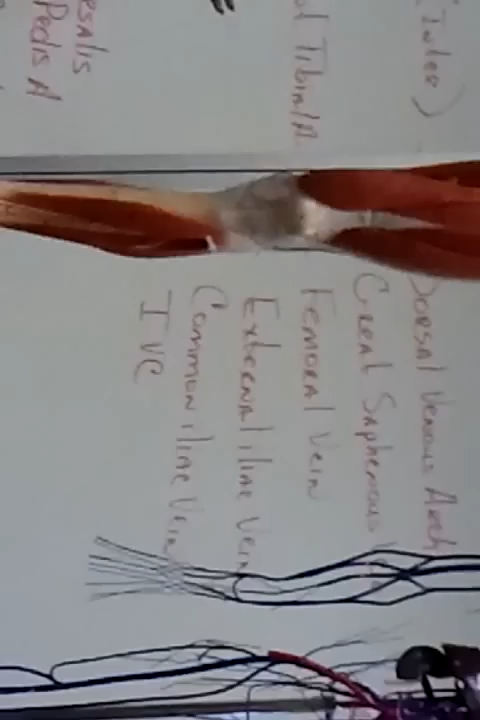 (Inter)
Tibial A
esalis
Pedis A
Dorsal Venous Arch
Great Saphenous V
Femoral Vein
External iliac Vein
Common iliac Vein
IVC